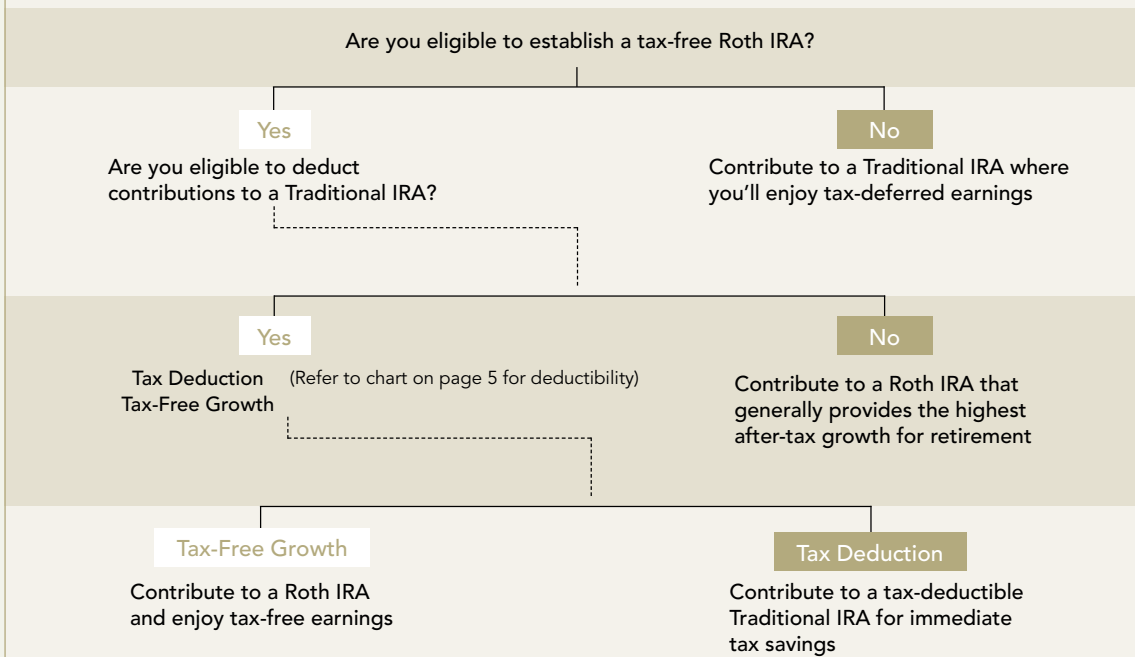 Are you eligible to establish a tax-free Roth IRA?
Yes
Are you eligible to deduct
contributions to a Traditional IRA?
No
Contribute to a Traditional IRA where
you'll enjoy tax-deferred earnings
Yes
Tax Deduction (Refer to chart on page 5 for deductibility)
Tax-Free Growth
No
Contribute to a Roth IRA that
generally provides the highest
after-tax growth for retirement
Tax-Free Growth
Contribute to a Roth IRA
and enjoy tax-free earnings
Tax Deduction
Contribute to a tax-deductible
Traditional IRA for immediate
tax savings